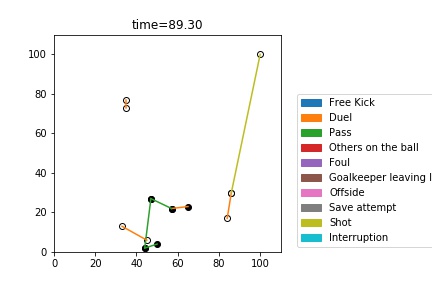 time=89.30
100
80
60
40
20
0
0 20 40 60 80 100
Free Kick
Duel
Pass
Others on the ball
Foul
Goalkeeper leaving l
Offside
Save attempt
Shot
Interruption